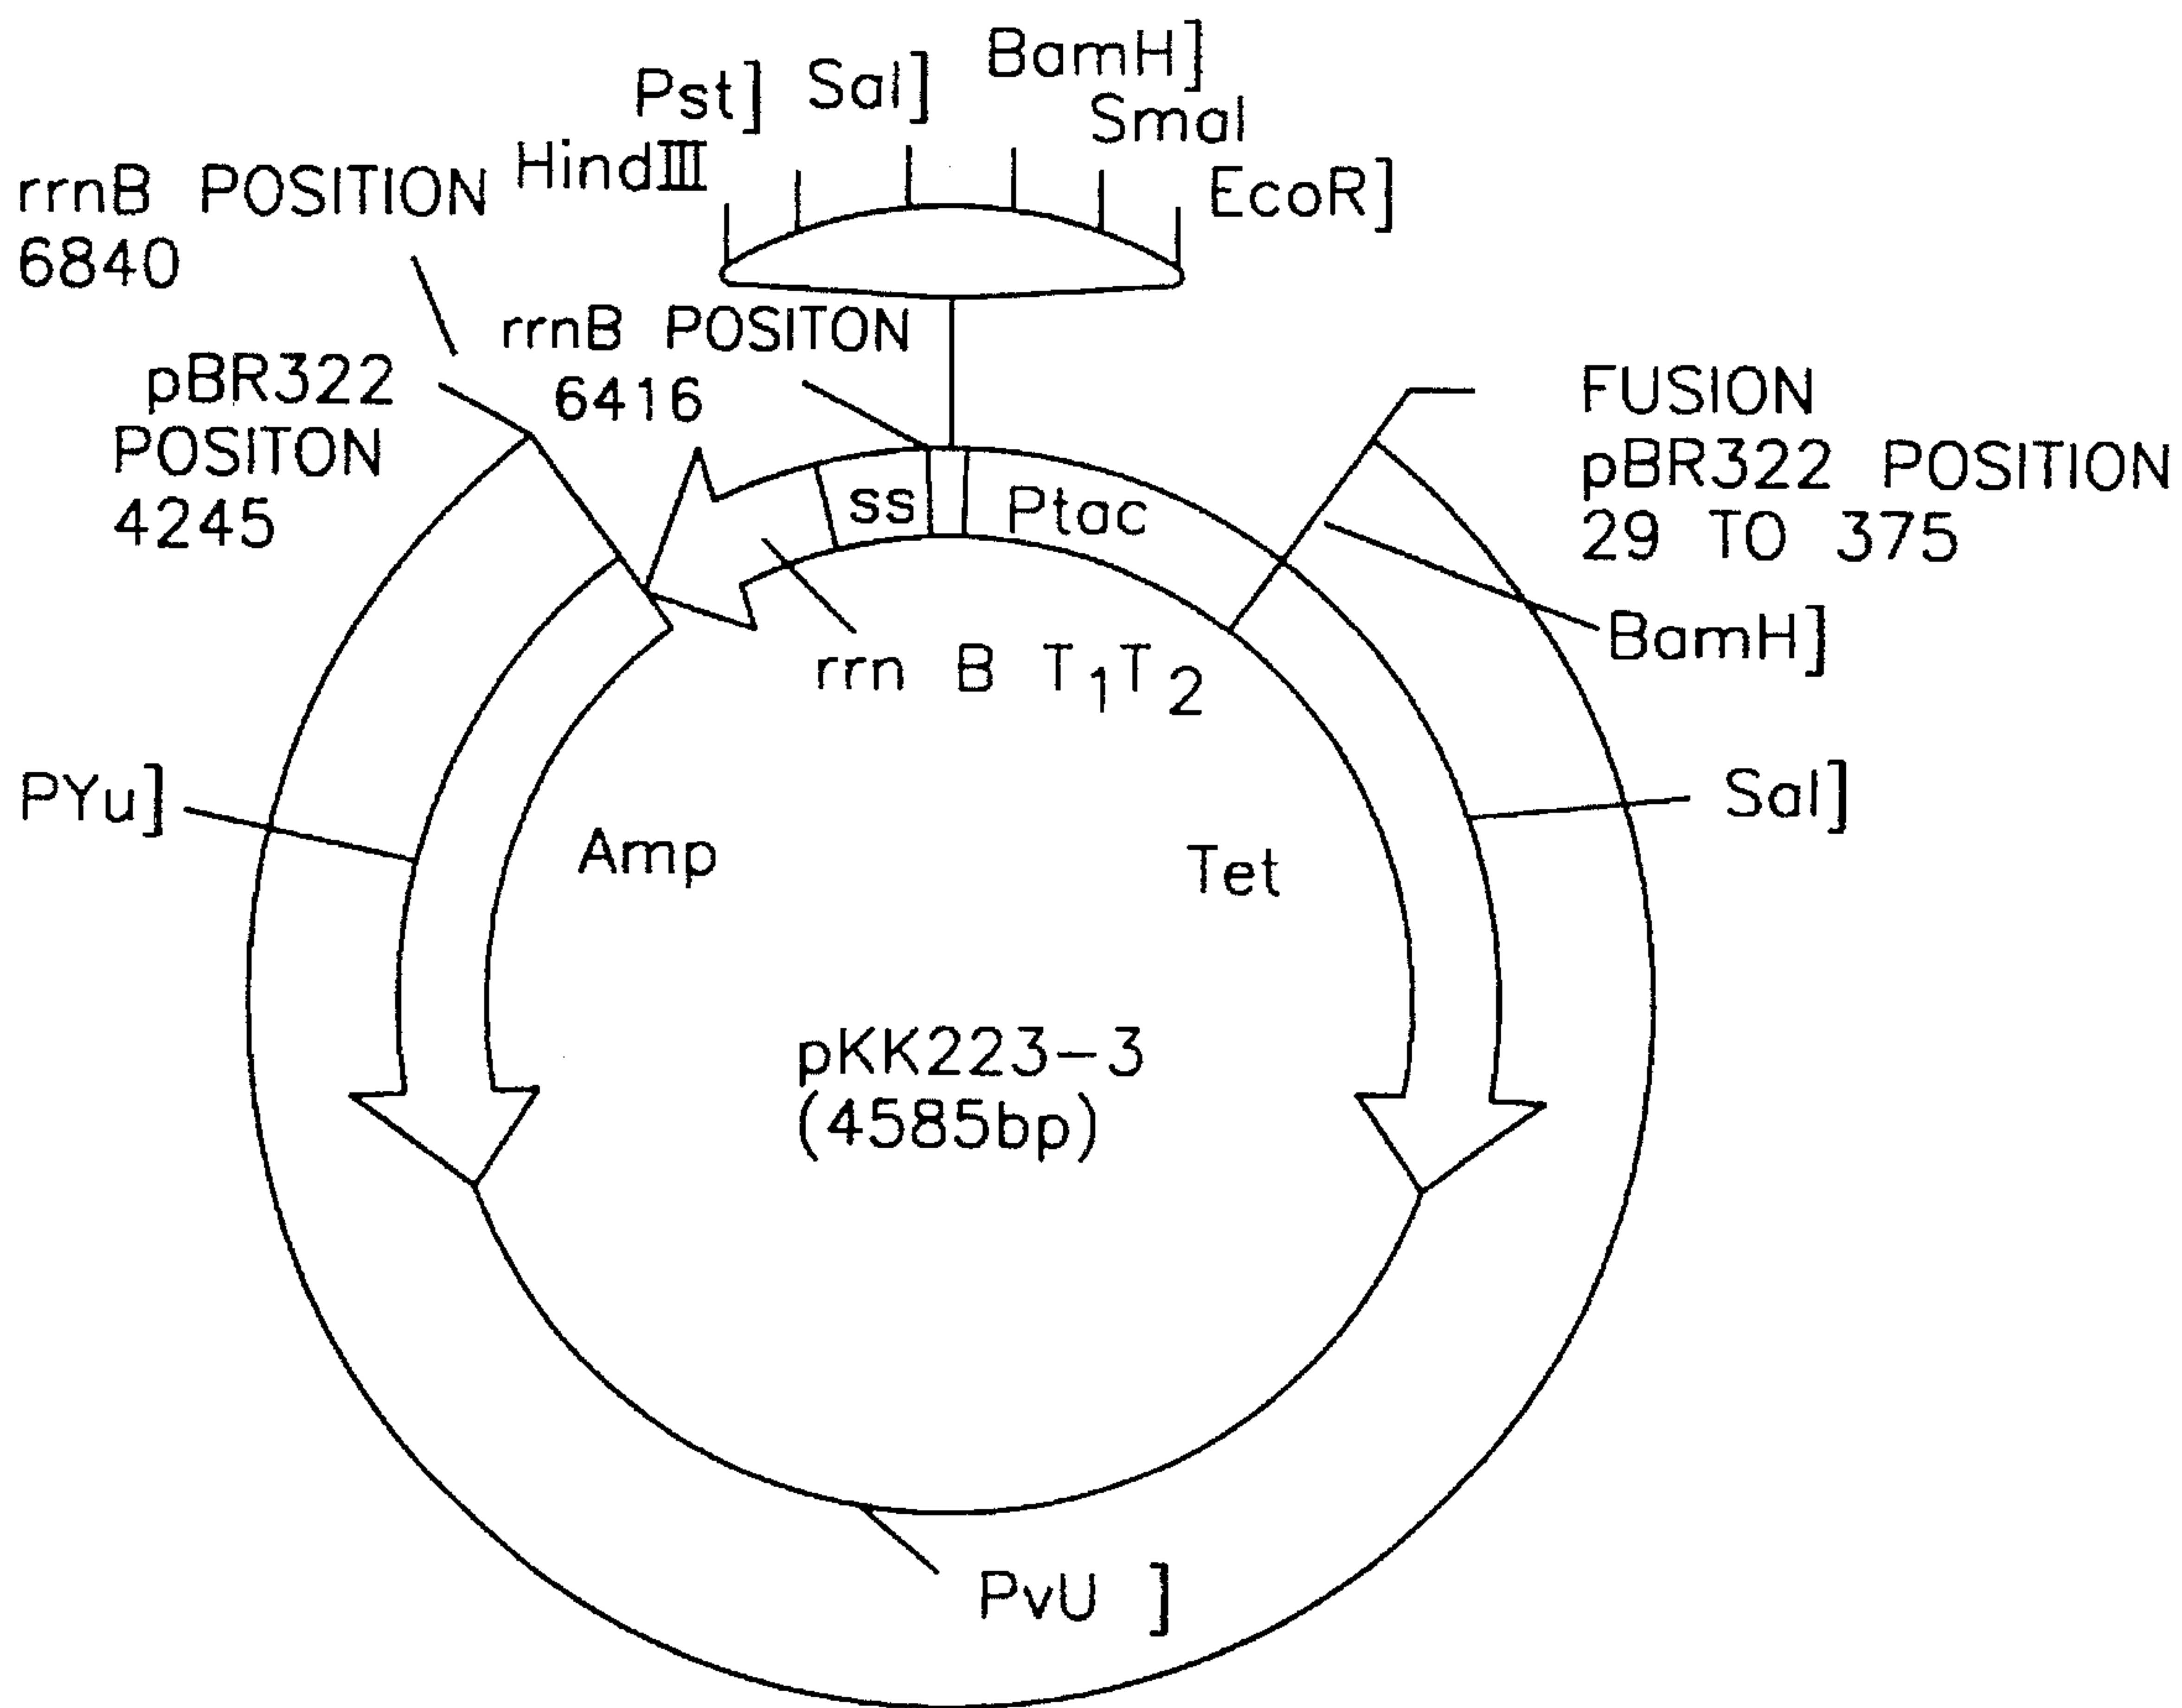 BamH]
Pst] Sal]
SmaI
HindIII
EcoR]
rrnB POSITION
6840
rrnB POSITON
6416
pBR322
POSITON
4245
FUSION
pBR322 POSITION
29 TO 375
ss
Ptac
BamH]
rrn B T₁T₂
PYu]
Sal]
Amp
Tet
pKK223-3
(4585bp)
PvU ]